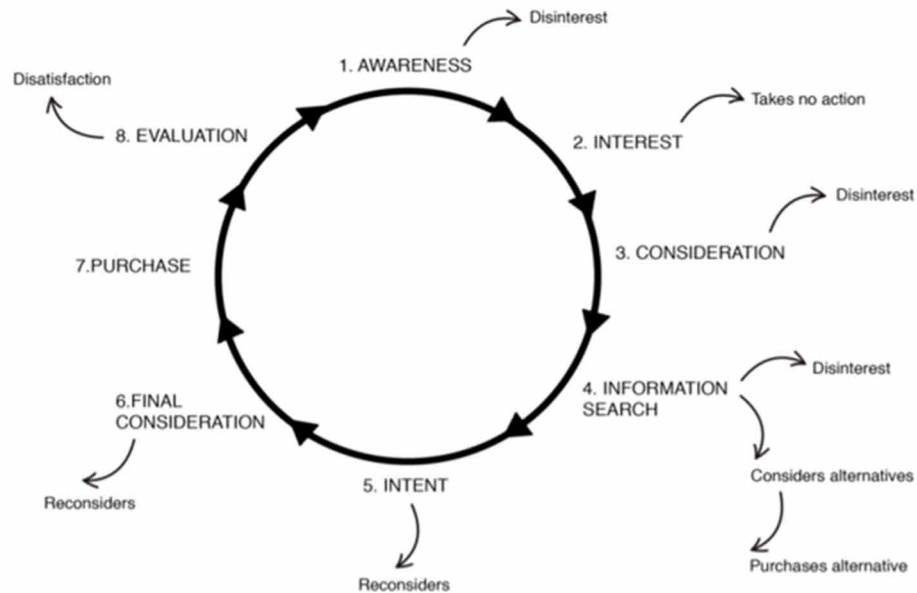 Disinterest
1. AWARENESS
Disatisfaction
Takes no action
8. EVALUATION
2. INTEREST
Disinterest
3. CONSIDERATION
7.PURCHASE
Disinterest
4. INFORMATION
SEARCH
6.FINAL
CONSIDERATION
Considers alternatives
5. INTENT
Reconsiders
Purchases alternative
Reconsiders